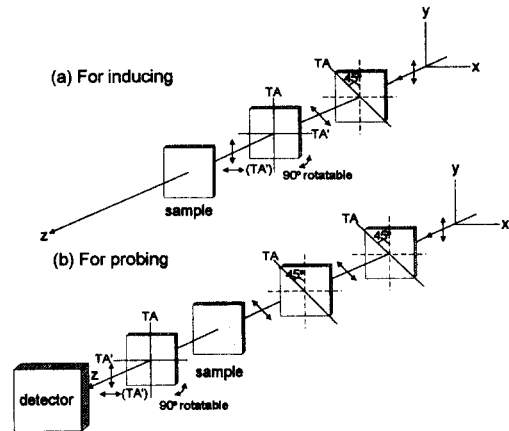 y
x
TA
45°
(a) For inducing
TA
TA'
(TA')
90° rotatable
sample
z
y
x
TA
45°
(b) For probing
TA
45°
TA
TA'
z
(TA')
90° rotatable
sample
detector